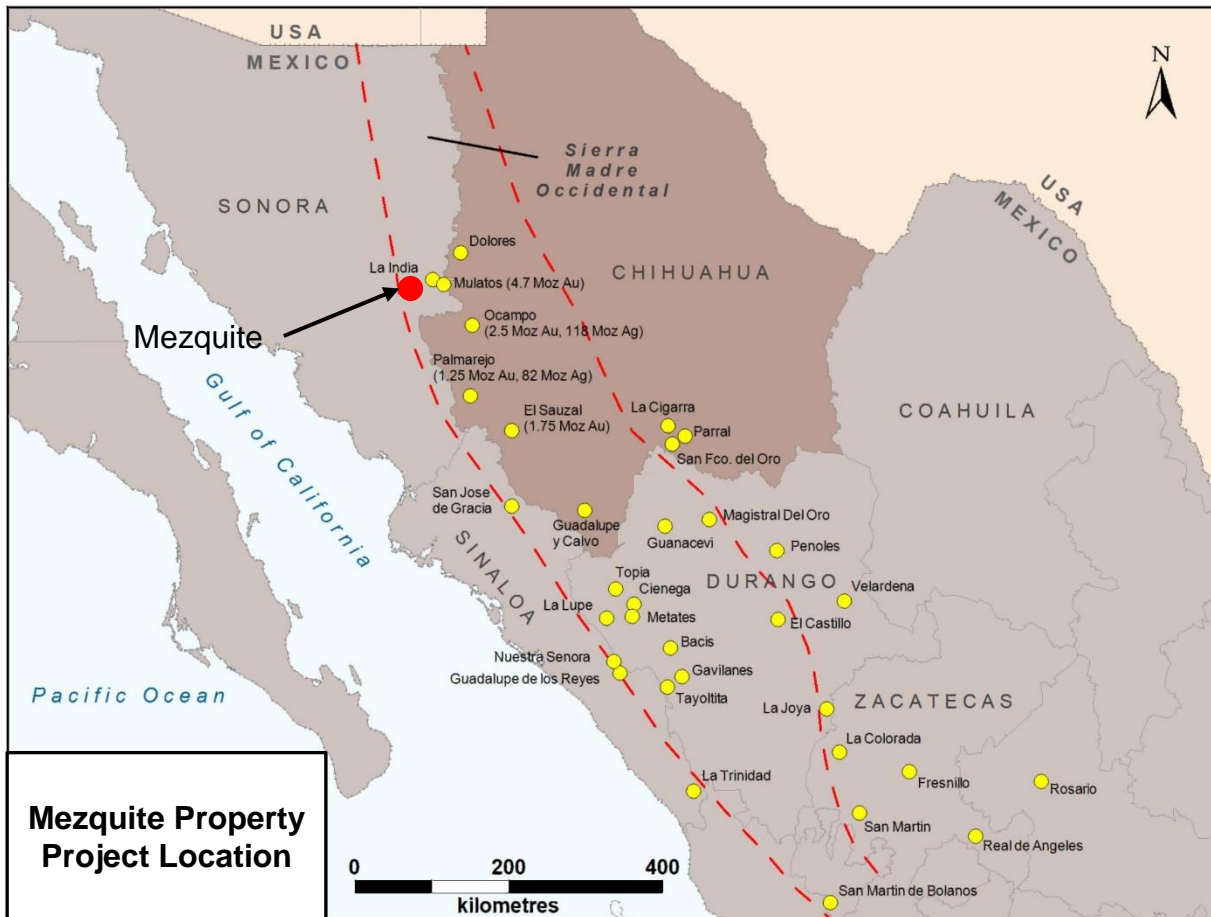 USA
MEXICO
N
Sierra
Madre
Occidental
USA
MEXICO
SONORA
Dolores
La India
CHIHUAHUA
Mulatos (4.7 Moz Au)
Mezquite
Ocampo
(2.5 Moz Au, 118 Moz Ag)
Palmarejo
(1.25 Moz Au, 82 Moz Ag)
Gulf of California
El Sauzal
(1.75 Moz Au)
La Cigarra
Parral
San Fco. del Oro
COAHUILA
San Jose
de Gracia
Guadalupe
y Calvo
Magistral Del Oro
Guanacevi
Penoles
SINALOA
Topia
Cienega
DURANGO
Velardena
La Lupe
Metates
El Castillo
Bacis
Nuestra Senora
Guadalupe de los Reyes
Gavilanes
Tayoltita
Pacific Ocean
La Joya
ZACATECAS
La Colorada
La Trinidad
Fresnillo
Rosario
San Martin
Real de Angeles
Mezquite Property
Project Location
0 200 400
kilometres
San Martin de Bolanos